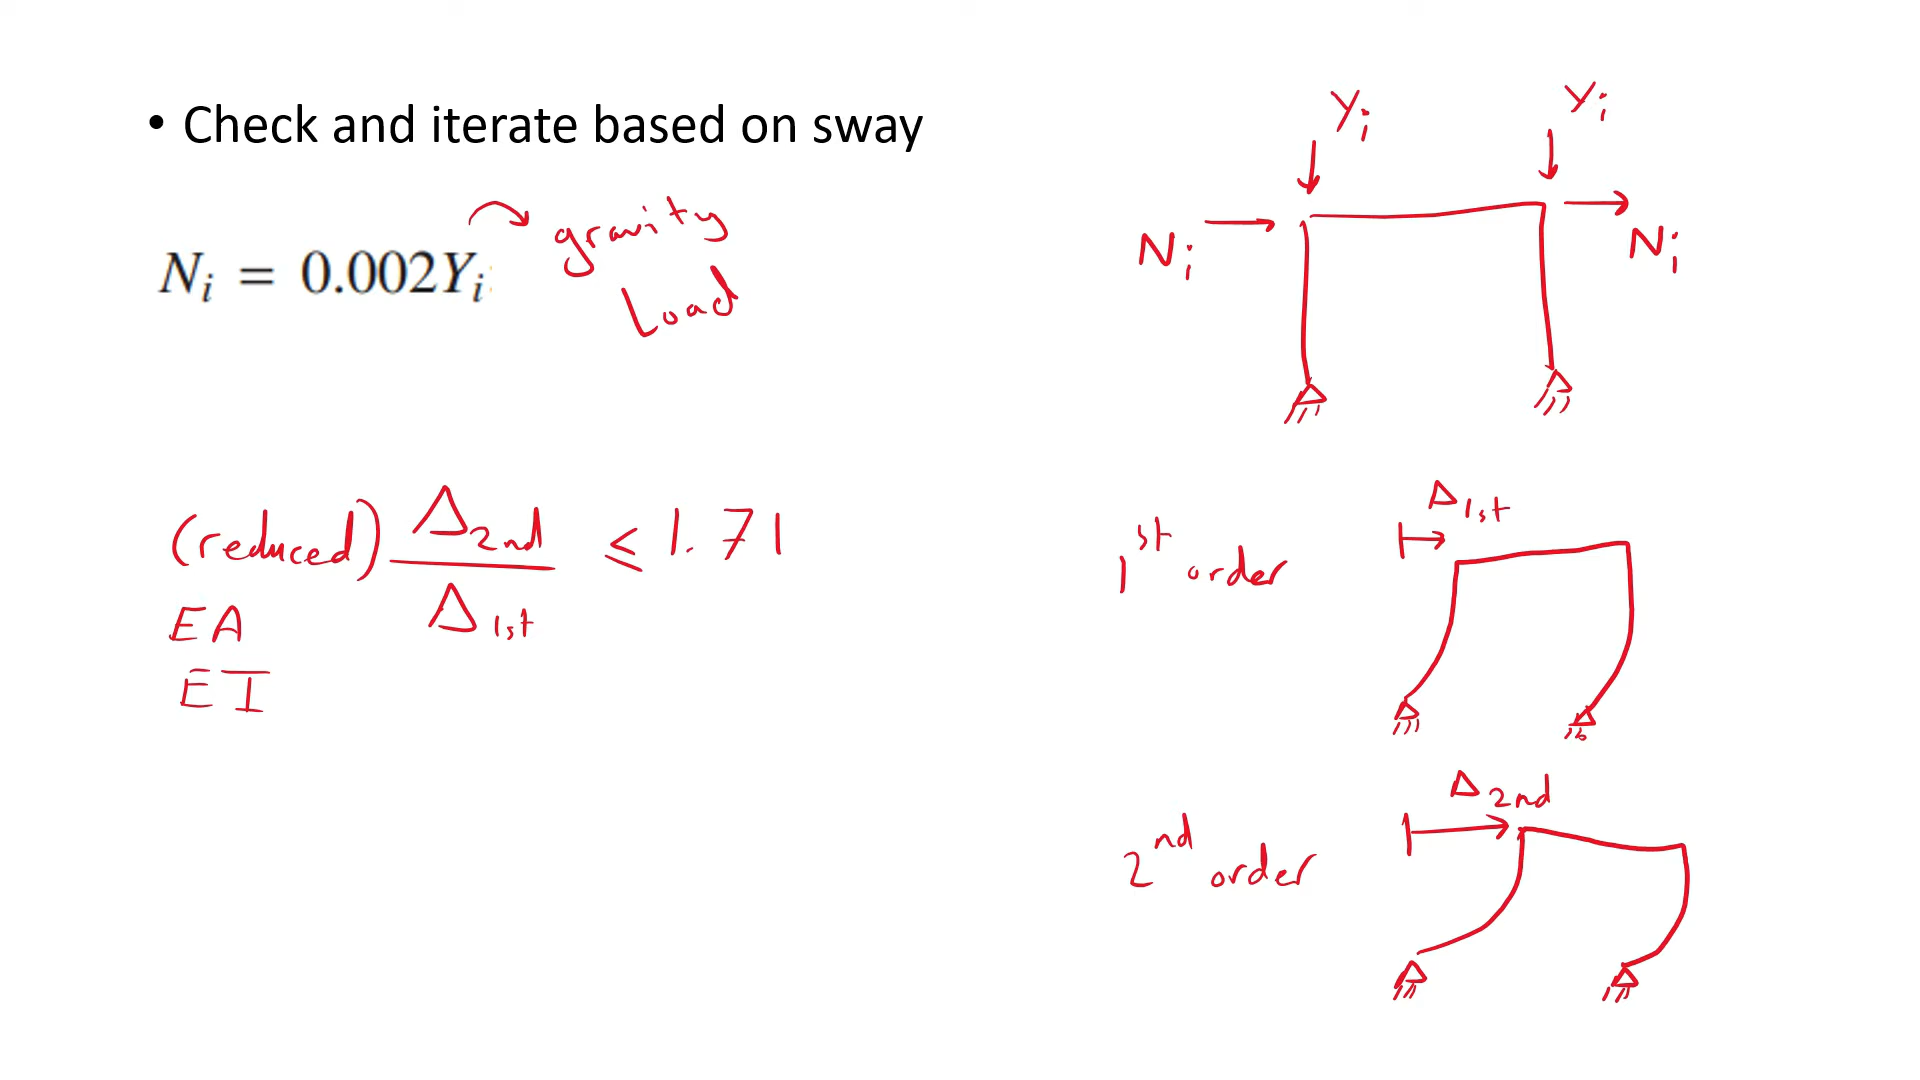 • Check and iterate based on sway
Nᵢ = 0.002Yᵢ
gravity
Load
(reduced) Δ2nd / Δ1st ≤ 1.71
EA
EI
Yi
Yi
Ni
Ni
1st order
Δ1st
2nd order
Δ2nd